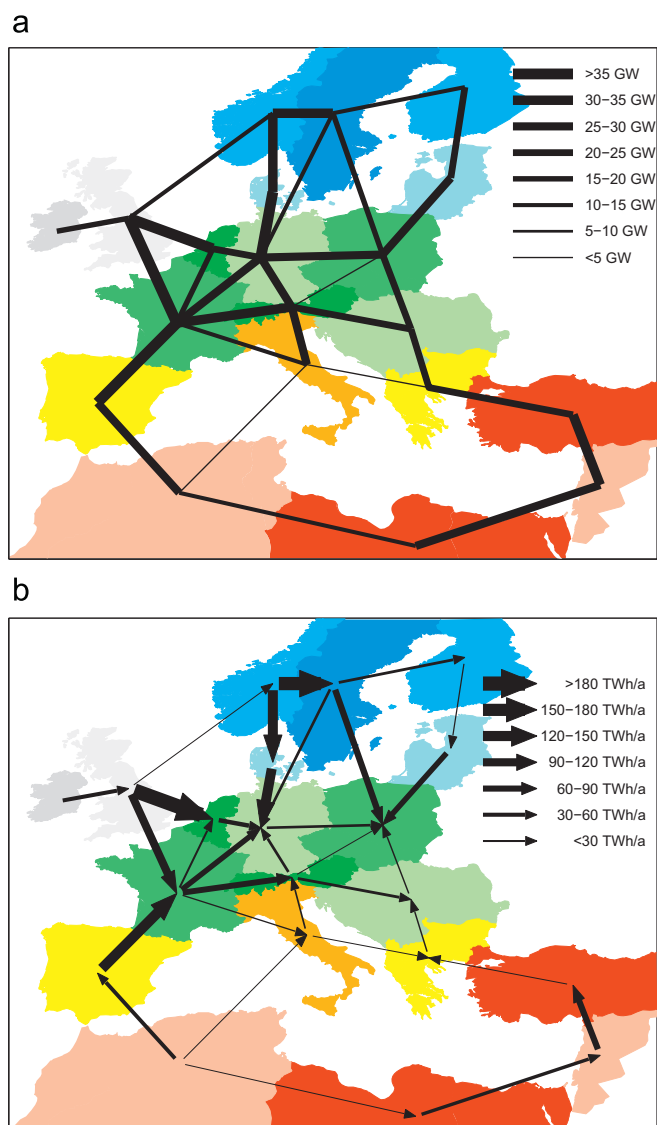 a
>35 GW
30−35 GW
25−30 GW
20−25 GW
15−20 GW
10−15 GW
5−10 GW
<5 GW
b
>180 TWh/a
150−180 TWh/a
120−150 TWh/a
90−120 TWh/a
60−90 TWh/a
30−60 TWh/a
<30 TWh/a